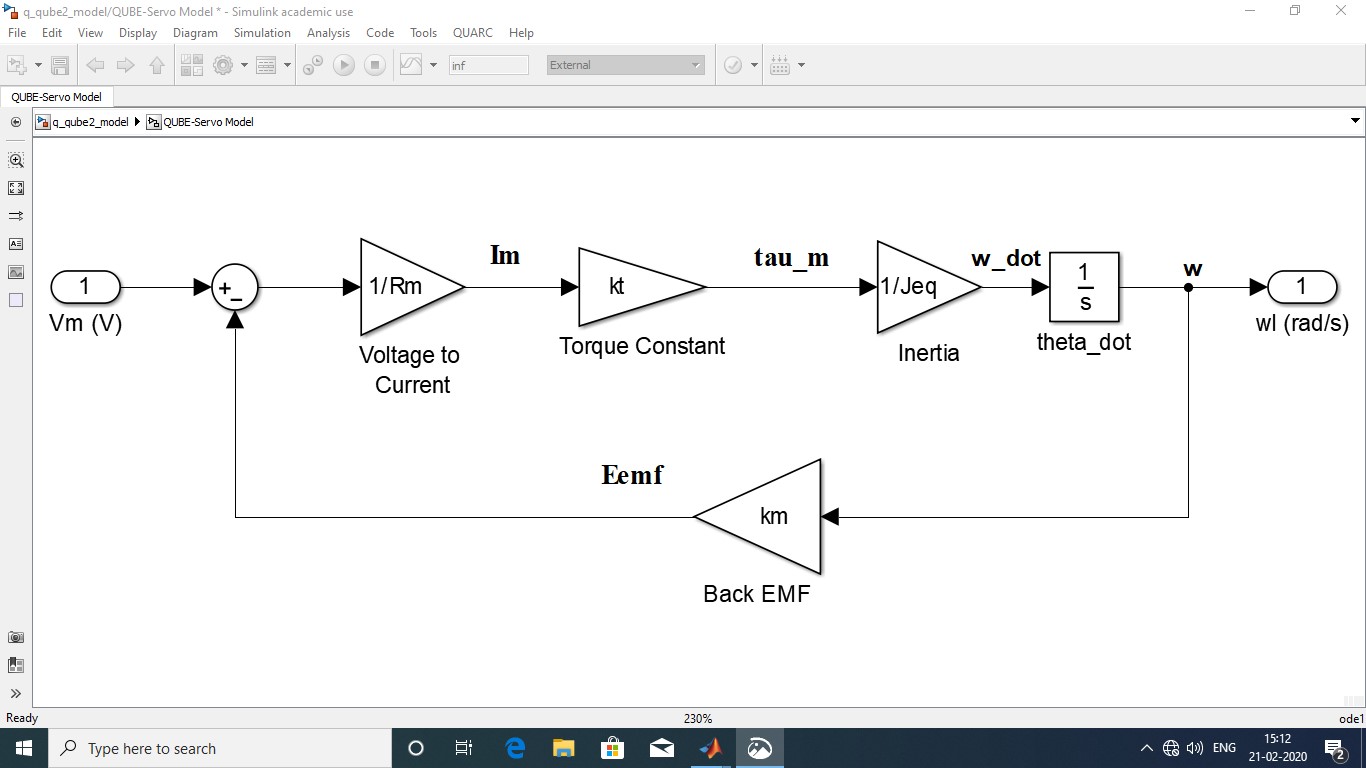 q_qube2_model/QUBE-Servo Model * - Simulink academic use
File Edit View Display Diagram Simulation Analysis Code Tools QUARC Help
inf External
QUBE-Servo Model
q_qube2_model QUBE-Servo Model
Im tau_m w_dot w
1 +_ 1/Rm kt 1/Jeq 1/s 1
Vm (V) Voltage to Torque Constant Inertia theta_dot wl (rad/s)
Current
Eemf
km
Back EMF
Ready 230% ode1
Type here to search ENG 15:12
21-02-2020 2